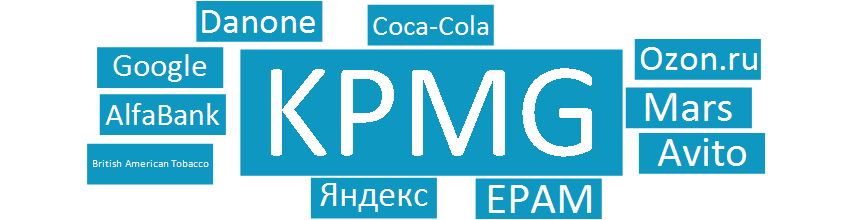 Danone
Coca-Cola
Google
Ozon.ru
KPMG
AlfaBank
Mars
British American Tobacco
Avito
Яндекс
EPAM